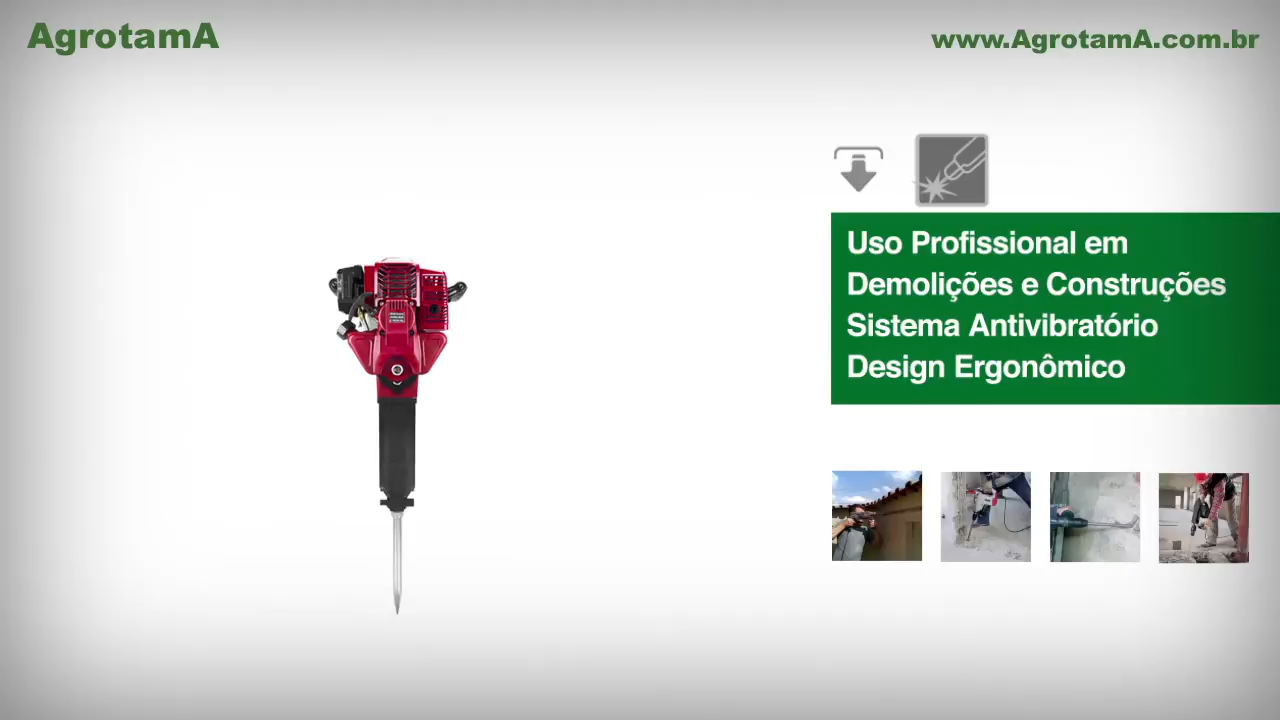 AgrotamA
www.AgrotamA.com.br
Uso Profissional em
Demolições e Construções
Sistema Antivibratório
Design Ergonômico